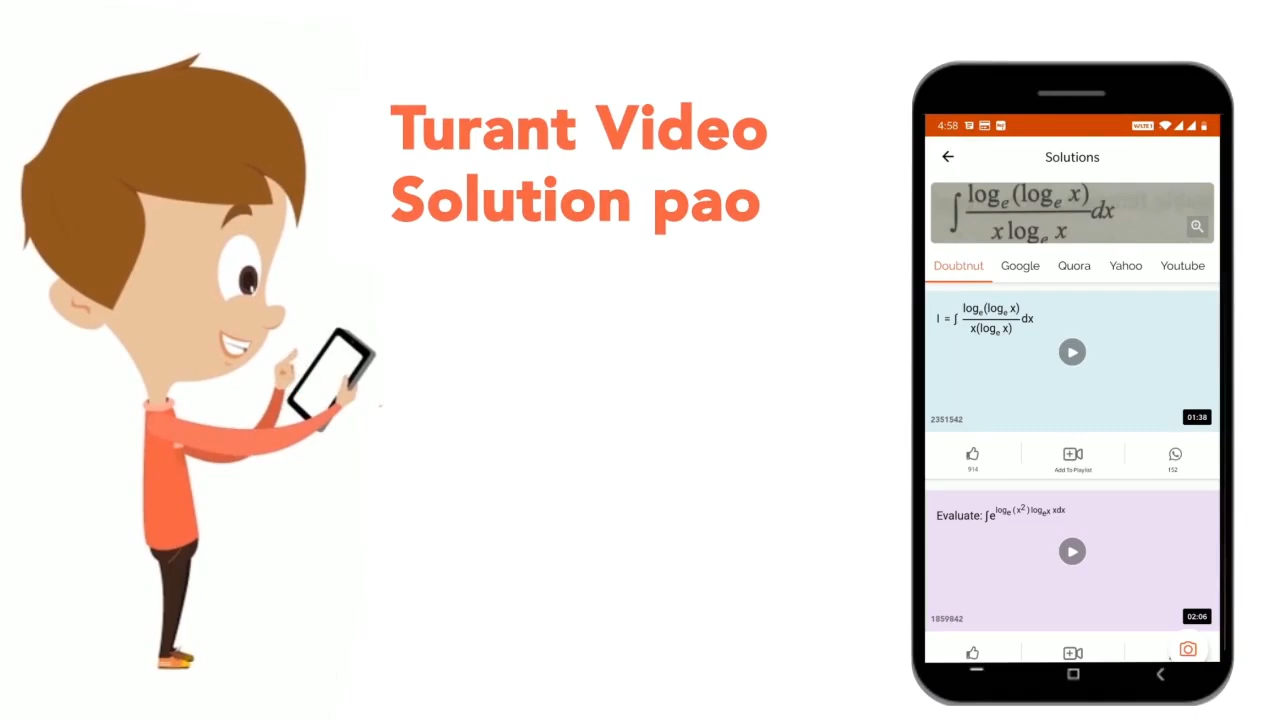 Turant Video
Solution pao
4:58
VoLTE1
Solutions
∫ logₑ(logₑ x) / x logₑ x dx
Doubtnut Google Quora Yahoo Youtube
I = ∫ logₑ(logₑ x) / x(logₑ x) dx
2351542 01:38
914 Add To Playlist 152
Evaluate: ∫e^logₑ(x²)logₑx xdx
1859842 02:06